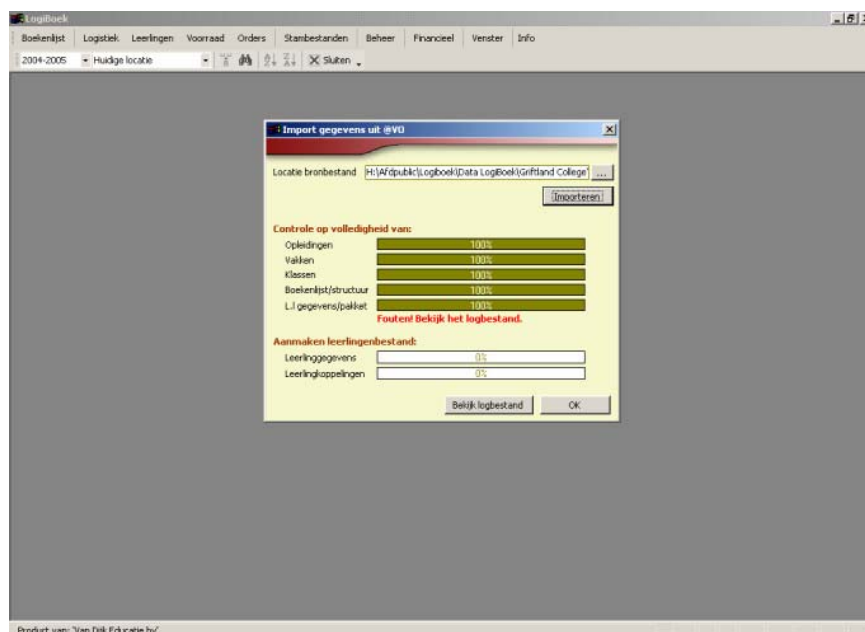 LogiBoek
Boekenlijst Logistiek Leerlingen Voorraad Orders Stambestanden Beheer Financieel Venster Info
2004-2005 Huidige locatie Sluiten
Import gegevens uit @VO
Locatie bronbestand H:\Afdpublic\Logiboek\Data LogiBoek\Griftland College\ ...
Importeren
Controle op volledigheid van:
Opleidingen 100%
Vakken 100%
Klassen 100%
Boekenlijst/structuur 100%
L.l gegevens/pakket 100%
Fouten! Bekijk het logbestand.
Aanmaken leerlingenbestand:
Leerlinggegevens 0%
Leerlingkoppelingen 0%
Bekijk logbestand OK
Product van: 'Van Dijk Educatie bv'